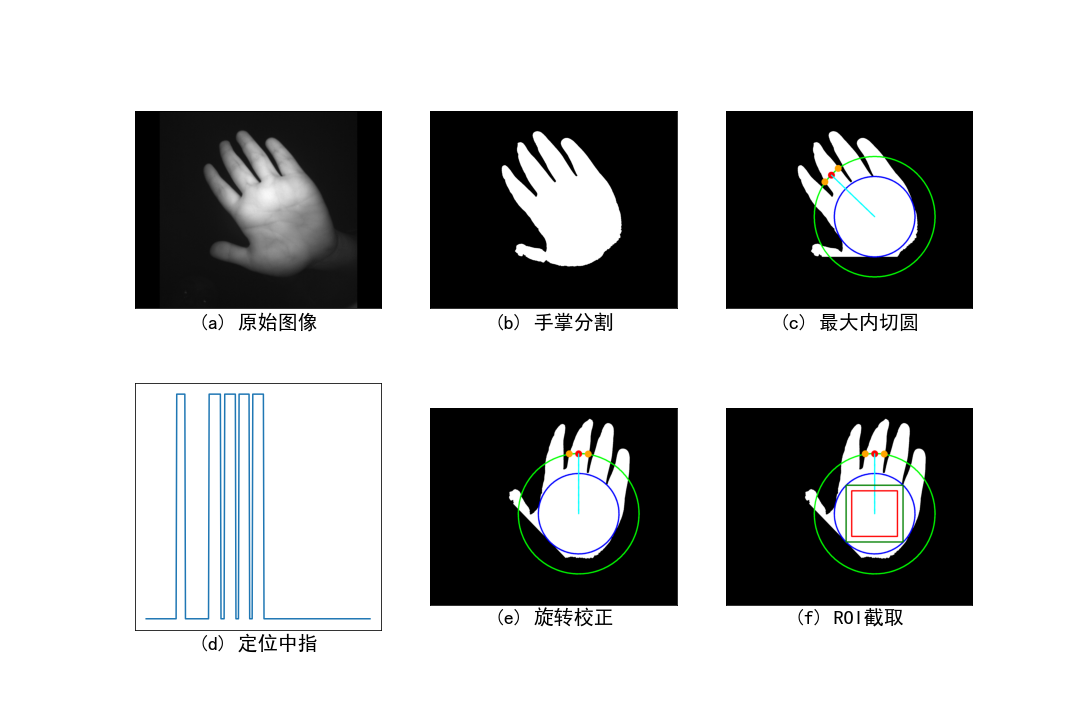 (a) 原始图像
(b) 手掌分割
(c) 最大内切圆
(d) 定位中指
(e) 旋转校正
(f) ROI截取